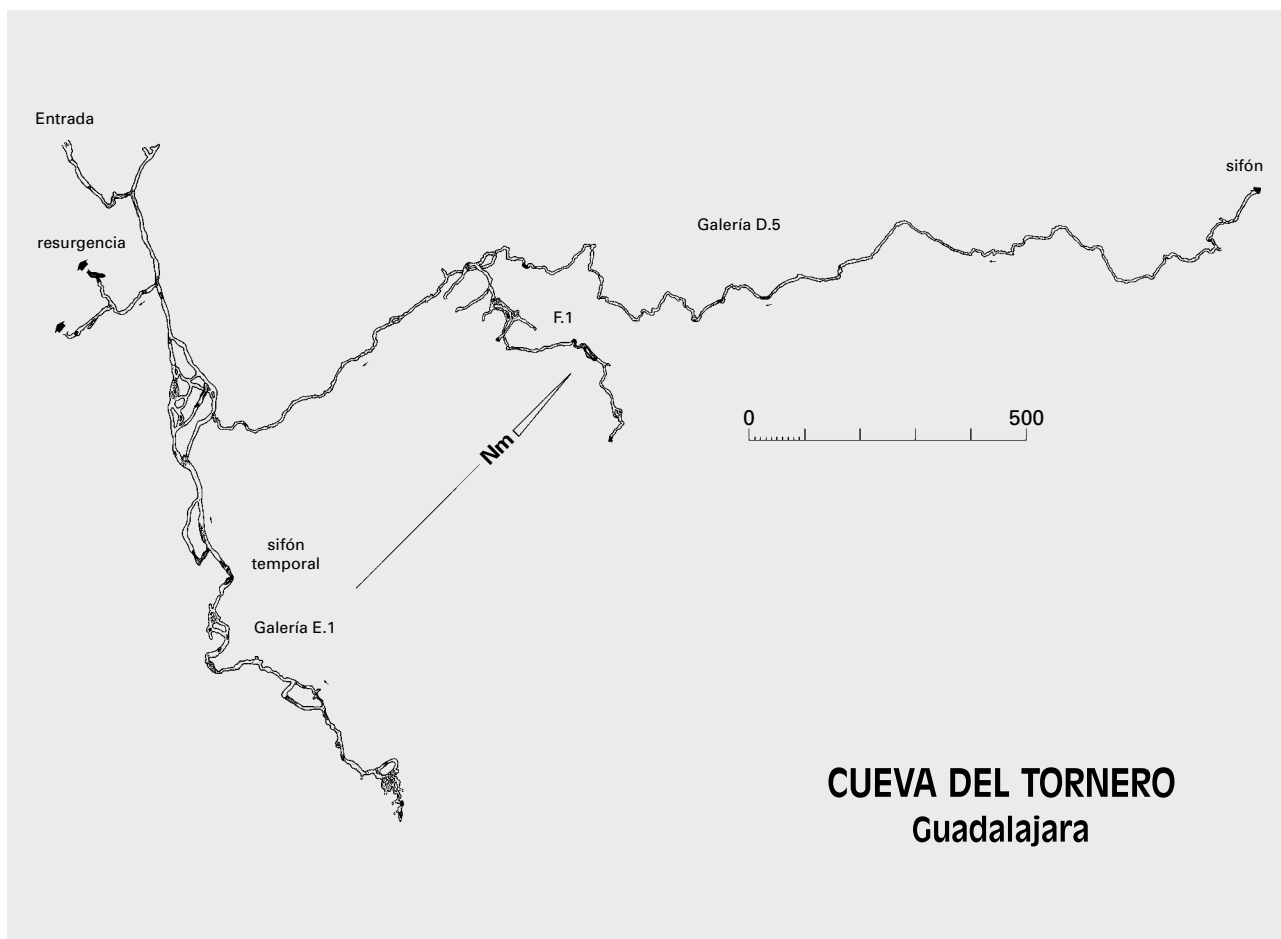 Entrada
sifón
Galería D.5
resurgencia
F.1
0 500
Nm
sifón
temporal
Galería E.1
CUEVA DEL TORNERO
Guadalajara